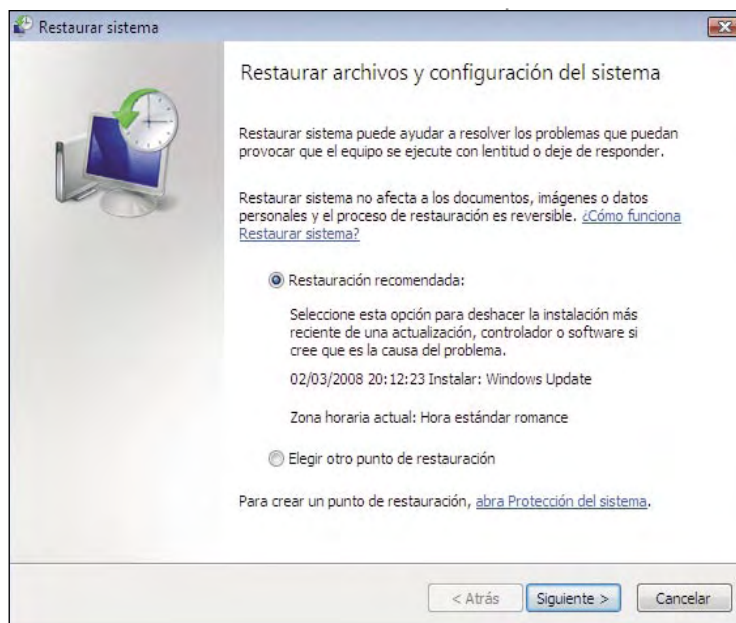 Restaurar sistema
Restaurar archivos y configuración del sistema
Restaurar sistema puede ayudar a resolver los problemas que puedan
provocar que el equipo se ejecute con lentitud o deje de responder.
Restaurar sistema no afecta a los documentos, imágenes o datos
personales y el proceso de restauración es reversible. ¿Cómo funciona
Restaurar sistema?
Restauración recomendada:
Seleccione esta opción para deshacer la instalación más
reciente de una actualización, controlador o software si
cree que es la causa del problema.
02/03/2008 20:12:23 Instalar: Windows Update
Zona horaria actual: Hora estándar romance
Elegir otro punto de restauración
Para crear un punto de restauración, abra Protección del sistema.
< Atrás Siguiente > Cancelar